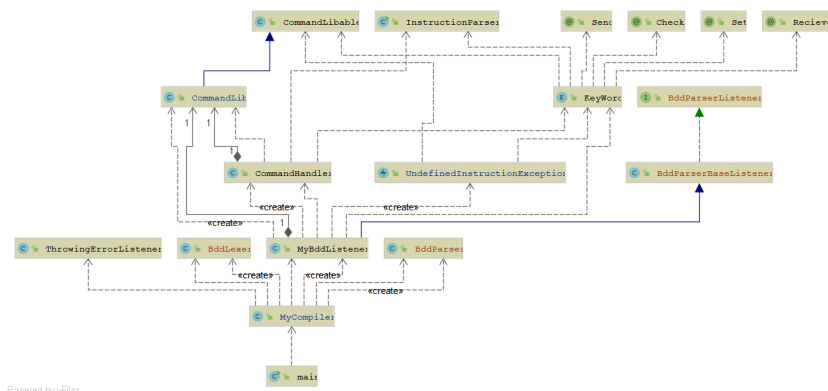 CommandLibable InstructionParser Send Check Set Recieve
CommandLib KeyWord BddParserListener
1 1
1
CommandHandler UndefinedInstructionException BddParserBaseListener
«create» «create»
«create» 1
ThrowingErrorListener BddLexer MyBddListener BddParser
«create» «create»
«create»
MyCompiler
main
Powered by yFiles